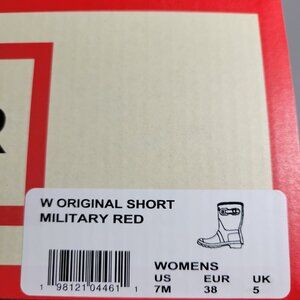 R
W ORIGINAL SHORT
MILITARY RED
WOMENS
US EUR UK
7M 38 5
1 98121 04461 1